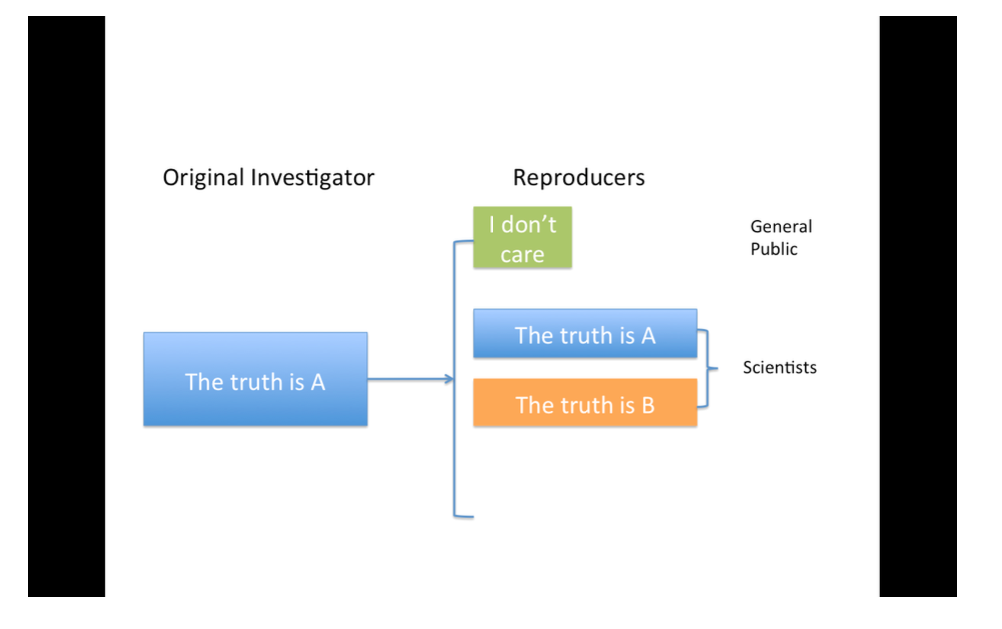 Original Investigator
Reproducers
I don't
care
General
Public
The truth is A
The truth is A
The truth is B
Scientists